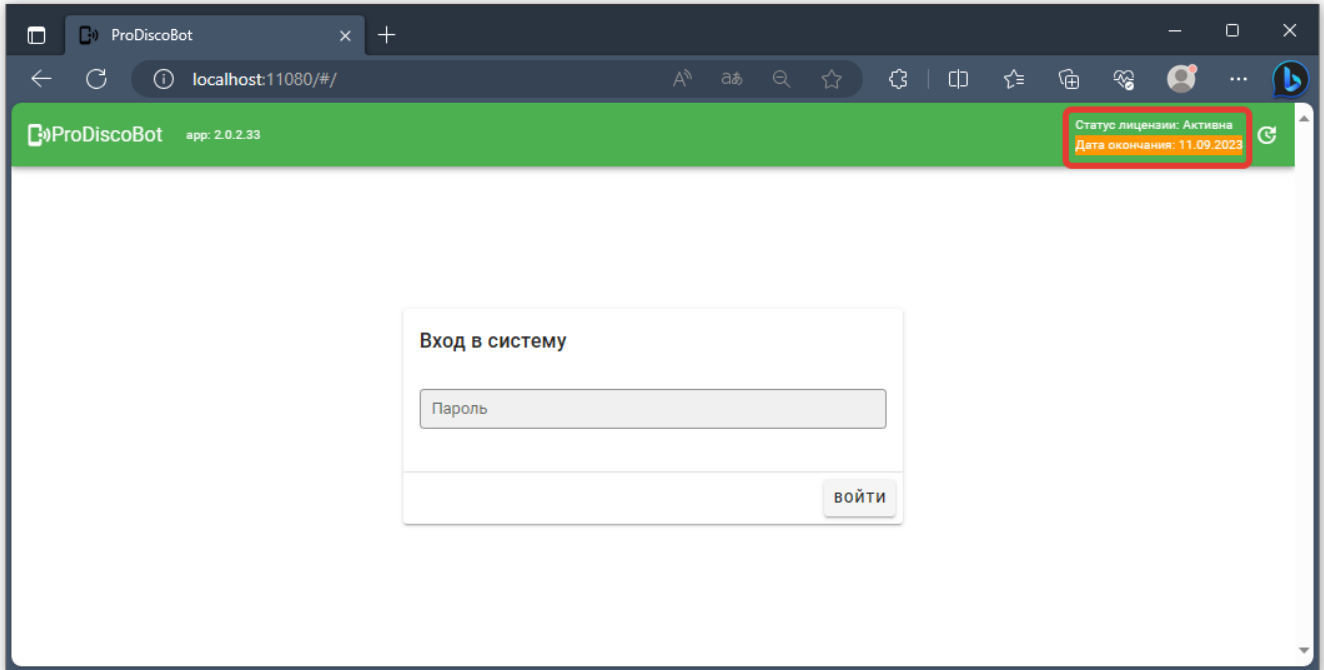 ProDiscoBot
localhost:11080/#/
ProDiscoBot app: 2.0.2.33
Статус лицензии: Активна
Дата окончания: 11.09.2023
Вход в систему
Пароль
ВОЙТИ